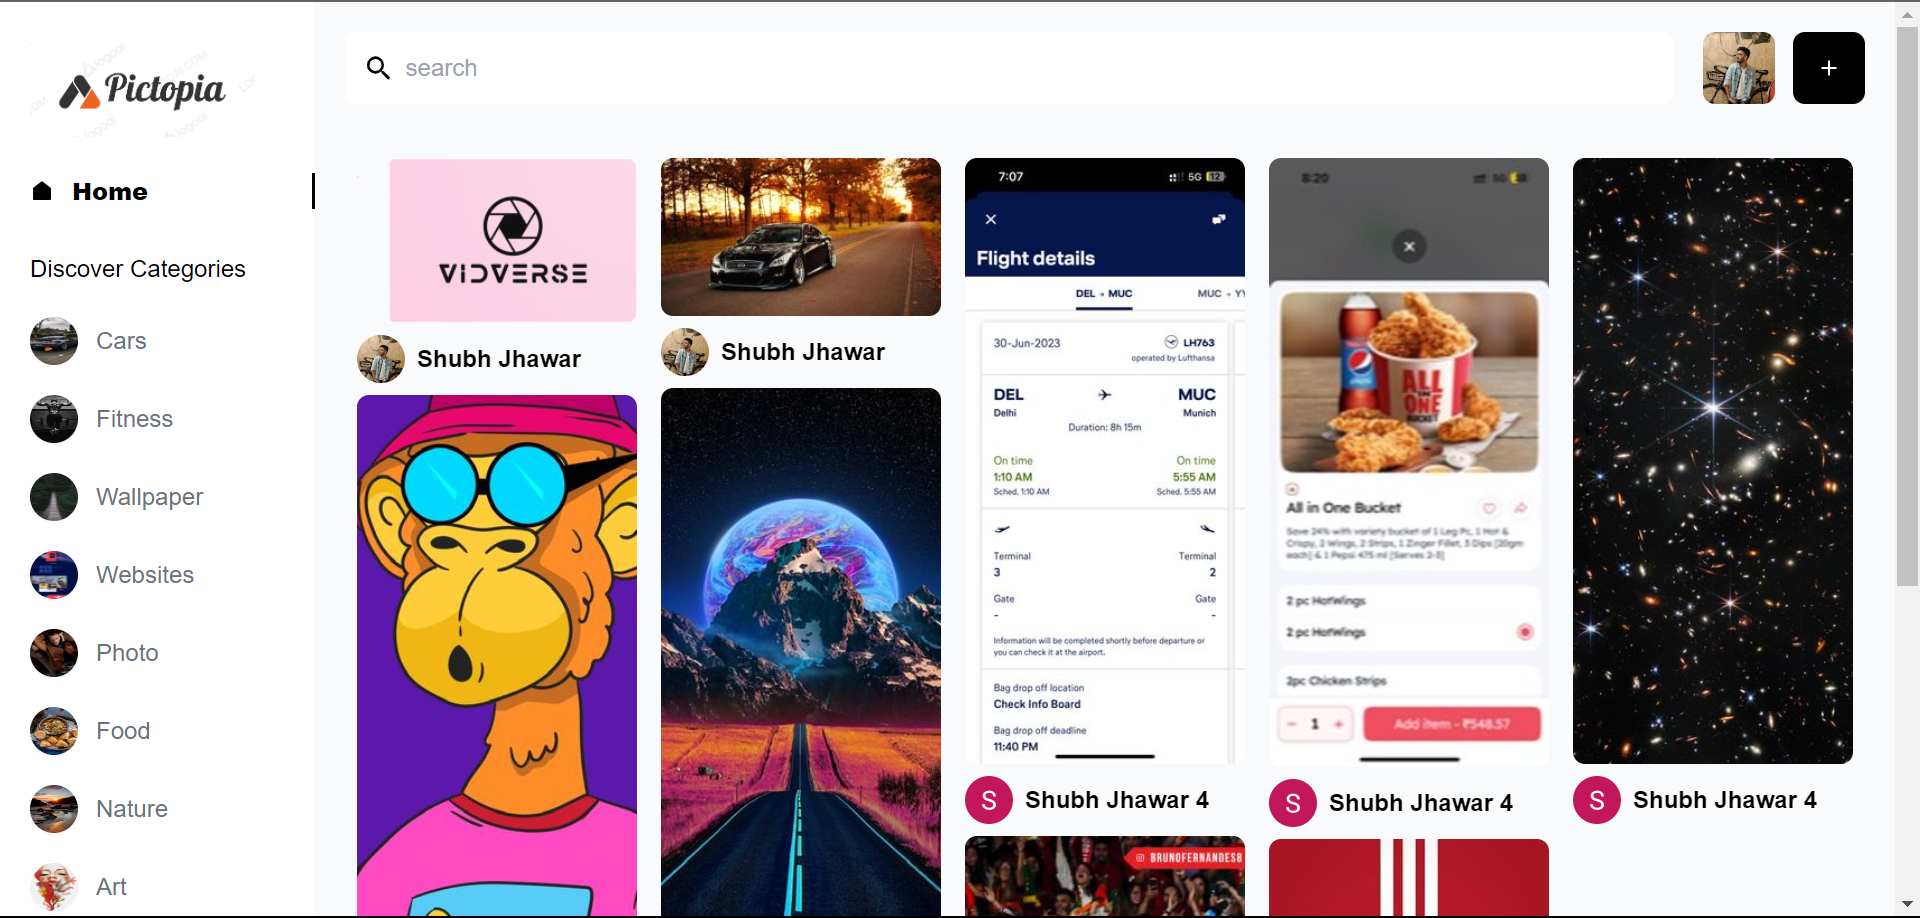 Pictopia
search
+
Home
Discover Categories
Cars
Fitness
Wallpaper
Websites
Photo
Food
Nature
Art
VIDVERSE
Shubh Jhawar
Shubh Jhawar
7:07
5G 12
Flight details
DEL → MUC
MUC → YY
30-Jun-2023
LH763
operated by Lufthansa
DEL
MUC
Delhi
Munich
Duration: 8h 15m
On time
On time
1:10 AM
5:55 AM
Sched. 1:10 AM
Sched. 5:55 AM
Terminal
Terminal
3
2
Gate
Gate
-
-
Information will be completed shortly before departure or
you can check it at the airport.
Bag drop off location
Check Info Board
Bag drop off deadline
11:40 PM
S Shubh Jhawar 4
BRUNOFERNANDES8
8:20
5G
PEPSI
ALL
IN
ONE
BUCKET
All in One Bucket
Save 24% with variety bucket of 1 Leg Pc, 1 Hot &
Crispy, 2 Wings, 2 Strips, 1 Zinger Fillet, 3 Dips [20gm
each] & 1 Pepsi 475 ml [Serves 2-3]
2 pc HotWings
2 pc HotWings
2pc Chicken Strips
− 1 +
Add item - ₹548.57
S Shubh Jhawar 4
S Shubh Jhawar 4